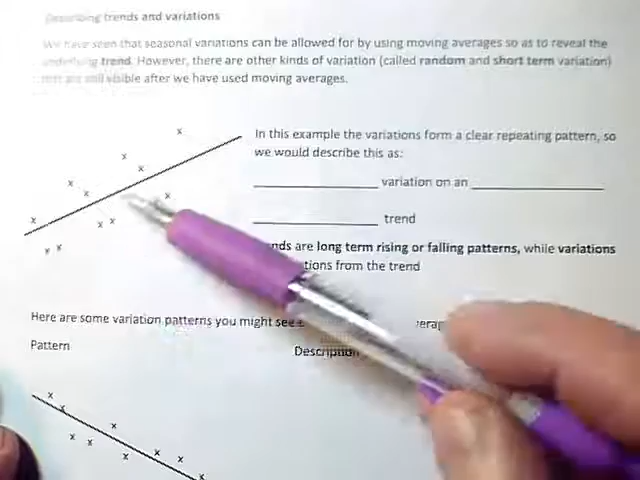 Describing trends and variations
We have seen that seasonal variations can be allowed for by using moving averages so as to reveal the
underlying trend. However, there are other kinds of variation (called random and short term variation)
that are still visible after we have used moving averages.
In this example the variations form a clear repeating pattern, so
we would describe this as:
variation on an
trend
are long term rising or falling patterns, while variations
from the trend
Here are some variation patterns you might see
Pattern
Description